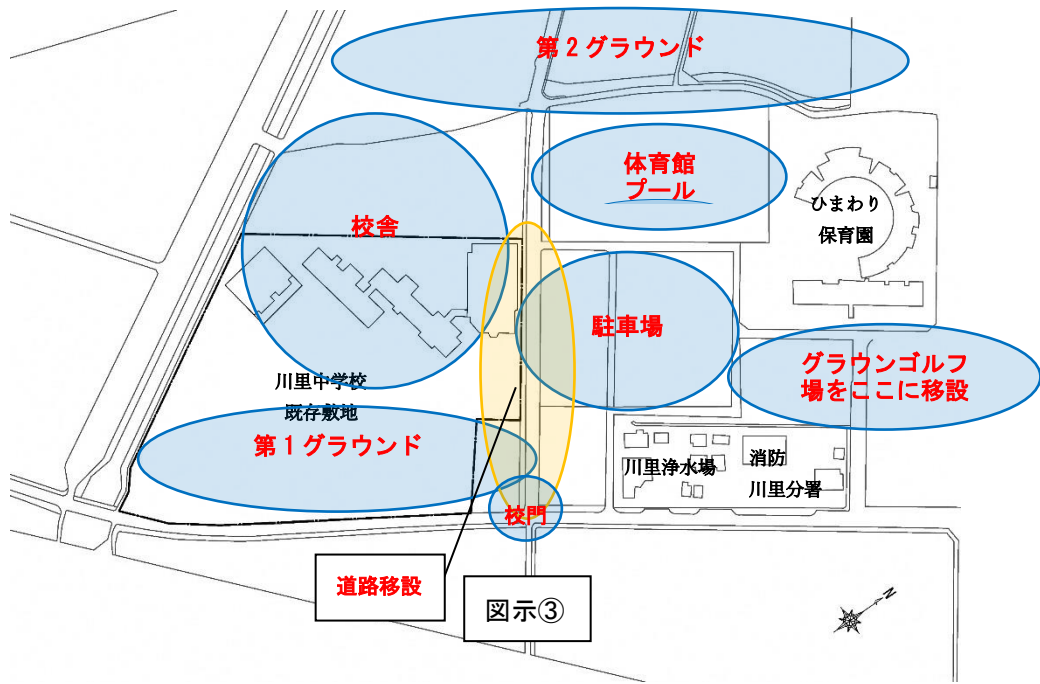 第2グラウンド
体育館
プール
ひまわり
保育園
校舎
駐車場
グラウンゴルフ
場をここに移設
川里中学校
既存敷地
第1グラウンド
川里浄水場
消防
川里分署
校門
道路移設
図示③
N